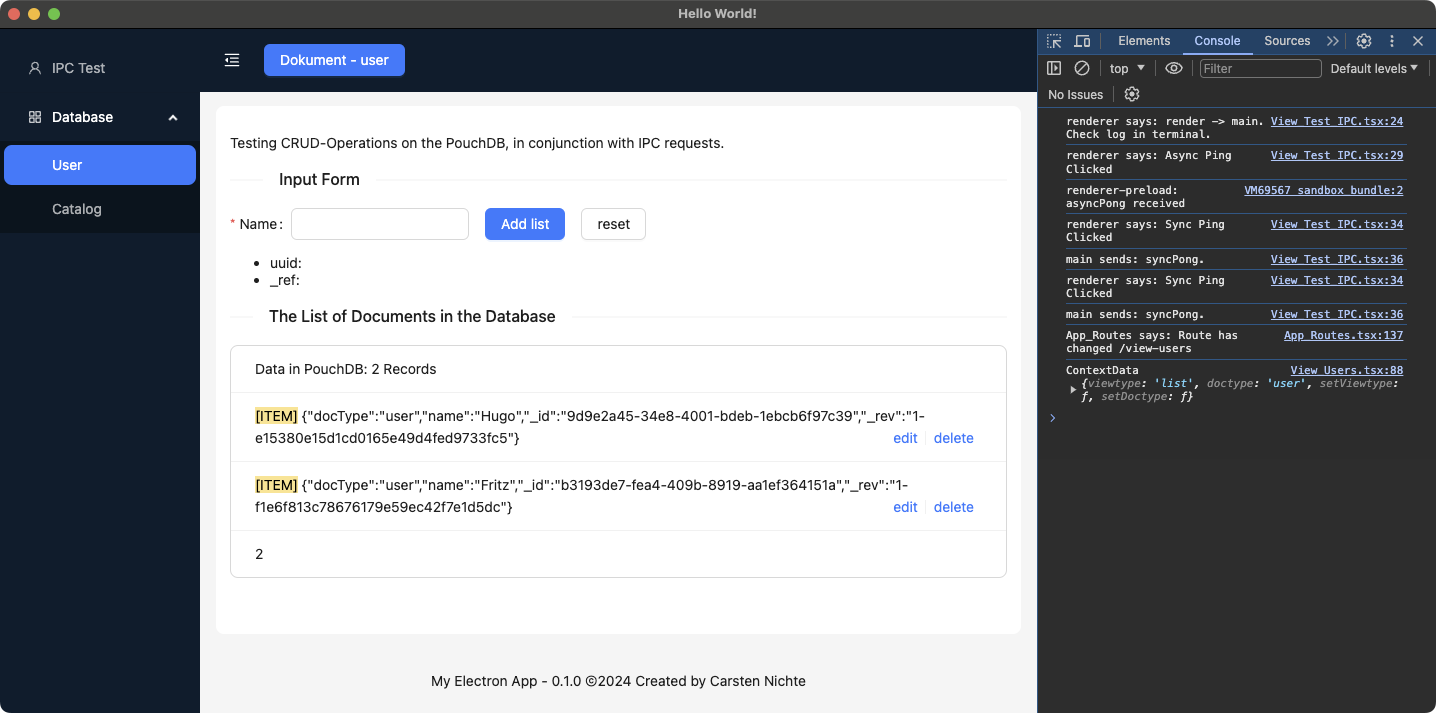 Hello World!
IPC Test
Database
User
Catalog
Dokument - user
Testing CRUD-Operations on the PouchDB, in conjunction with IPC requests.
Input Form
* Name:
Add list
reset
• uuid:
• _ref:
The List of Documents in the Database
Data in PouchDB: 2 Records
[ITEM] {"docType":"user","name":"Hugo","_id":"9d9e2a45-34e8-4001-bdeb-1ebcb6f97c39","_rev":"1-
e15380e15d1cd0165e49d4fed9733fc5"}
edit delete
[ITEM] {"docType":"user","name":"Fritz","_id":"b3193de7-fea4-409b-8919-aa1ef364151a","_rev":"1-
f1e6f813c78676179e59ec42f7e1d5dc"}
edit delete
2
My Electron App - 0.1.0 ©2024 Created by Carsten Nichte
Elements Console Sources
top Filter Default levels
No Issues
renderer says: render -> main. View_Test_IPC.tsx:24
Check log in terminal.
renderer says: Async Ping View_Test_IPC.tsx:29
Clicked
renderer-preload: VM69567 sandbox_bundle:2
asyncPong received
renderer says: Sync Ping View_Test_IPC.tsx:34
Clicked
main sends: syncPong. View_Test_IPC.tsx:36
renderer says: Sync Ping View_Test_IPC.tsx:34
Clicked
main sends: syncPong. View_Test_IPC.tsx:36
App_Routes says: Route has App_Routes.tsx:137
changed /view-users
ContextData View_Users.tsx:88
{viewtype: 'list', doctype: 'user', setViewtype:
ƒ, setDoctype: ƒ}